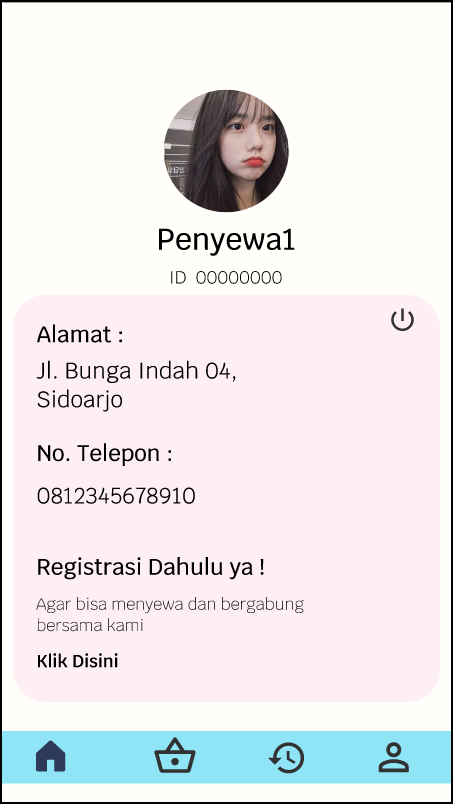 Penyewa1
ID 00000000
Alamat :
Jl. Bunga Indah 04,
Sidoarjo
No. Telepon :
0812345678910
Registrasi Dahulu ya !
Agar bisa menyewa dan bergabung
bersama kami
Klik Disini